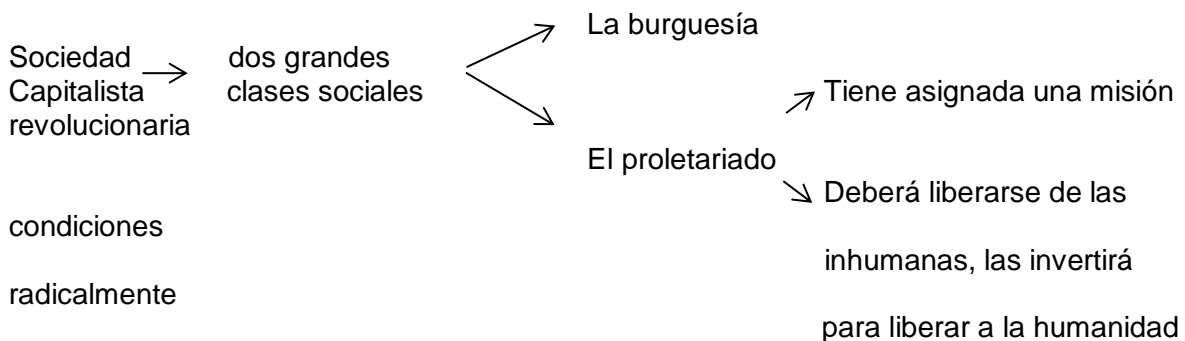 La burguesía
Sociedad dos grandes
Capitalista clases sociales Tiene asignada una misión
revolucionaria
El proletariado
Deberá liberarse de las
condiciones
inhumanas, las invertirá
radicalmente
para liberar a la humanidad